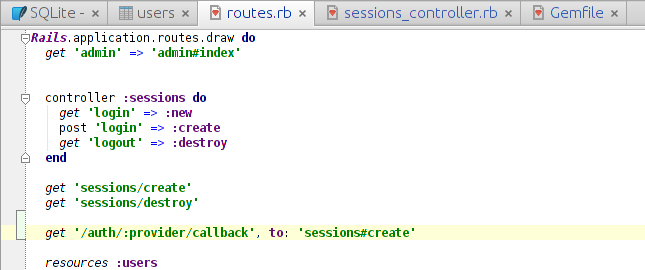 SQLite - × users × routes.rb × sessions_controller.rb × Gemfile ×
Rails.application.routes.draw do
get 'admin' => 'admin#index'
controller :sessions do
get 'login' => :new
post 'login' => :create
get 'logout' => :destroy
end
get 'sessions/create'
get 'sessions/destroy'
get '/auth/:provider/callback', to: 'sessions#create'
resources :users